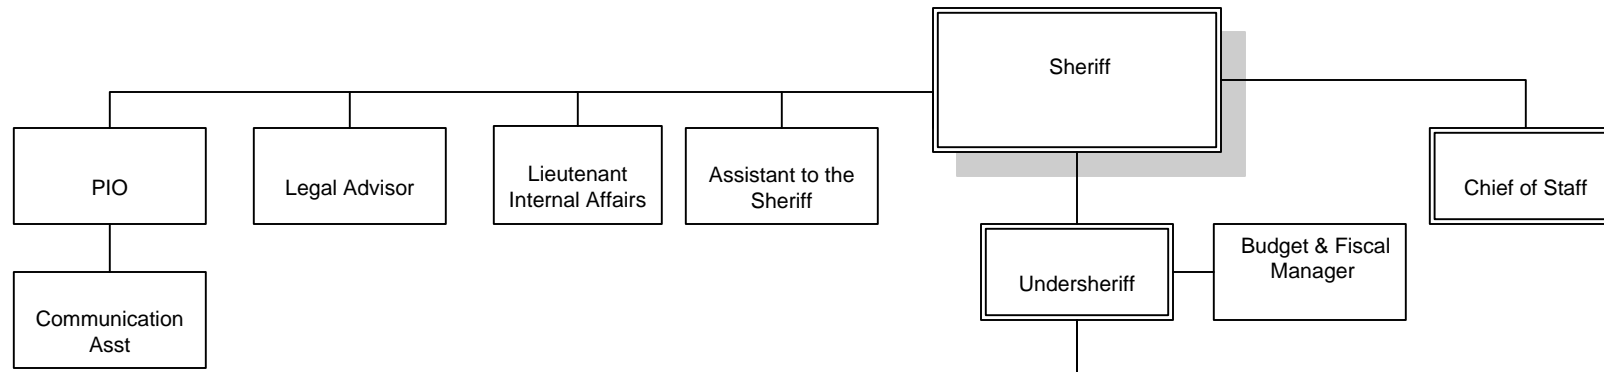 Sheriff
PIO
Legal Advisor
Lieutenant
Internal Affairs
Assistant to the
Sheriff
Chief of Staff
Undersheriff
Budget & Fiscal
Manager
Communication
Asst